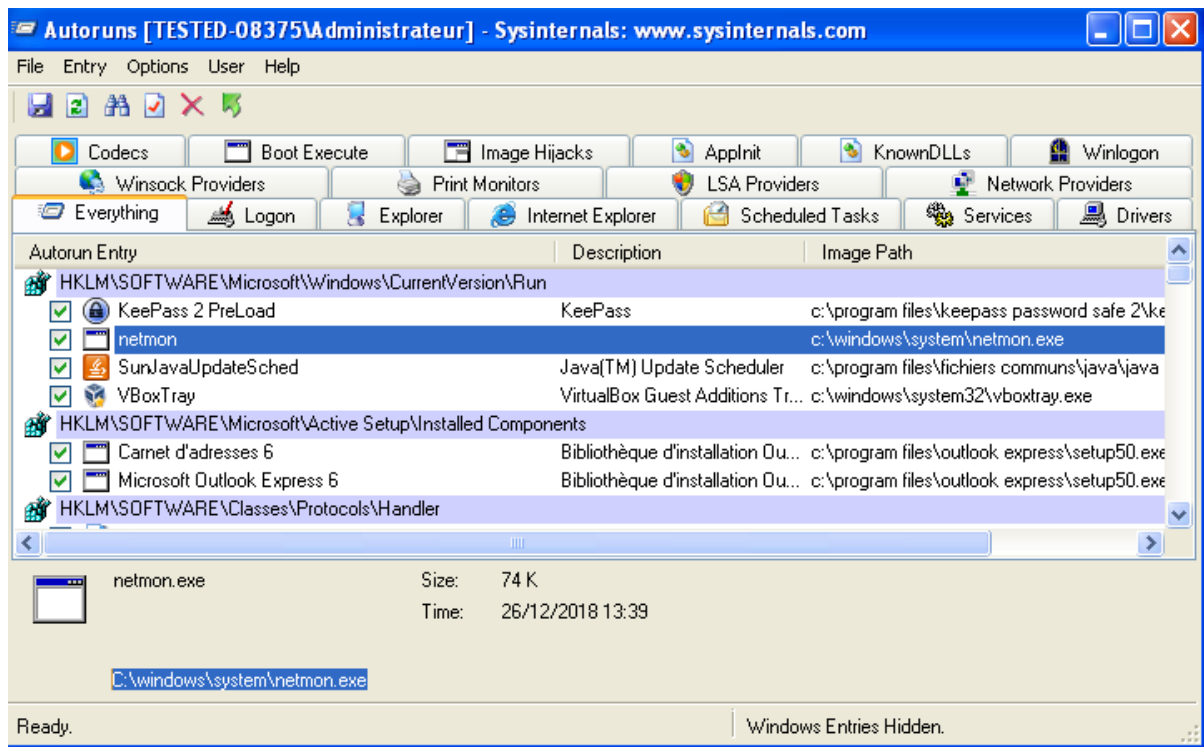 Autoruns [TESTED-08375\Administrateur] - Sysinternals: www.sysinternals.com
File Entry Options User Help
Codecs Boot Execute Image Hijacks AppInit KnownDLLs Winlogon
Winsock Providers Print Monitors LSA Providers Network Providers
Everything Logon Explorer Internet Explorer Scheduled Tasks Services Drivers
Autorun Entry Description Image Path
HKLM\SOFTWARE\Microsoft\Windows\CurrentVersion\Run
KeePass 2 PreLoad KeePass c:\program files\keepass password safe 2\ke
netmon c:\windows\system\netmon.exe
SunJavaUpdateSched Java(TM) Update Scheduler c:\program files\fichiers communs\java\java
VBoxTray VirtualBox Guest Additions Tr... c:\windows\system32\vboxtray.exe
HKLM\SOFTWARE\Microsoft\Active Setup\Installed Components
Carnet d'adresses 6 Bibliothèque d'installation Ou... c:\program files\outlook express\setup50.exe
Microsoft Outlook Express 6 Bibliothèque d'installation Ou... c:\program files\outlook express\setup50.exe
HKLM\SOFTWARE\Classes\Protocols\Handler
netmon.exe Size: 74 K
Time: 26/12/2018 13:39
C:\windows\system\netmon.exe
Ready. Windows Entries Hidden.